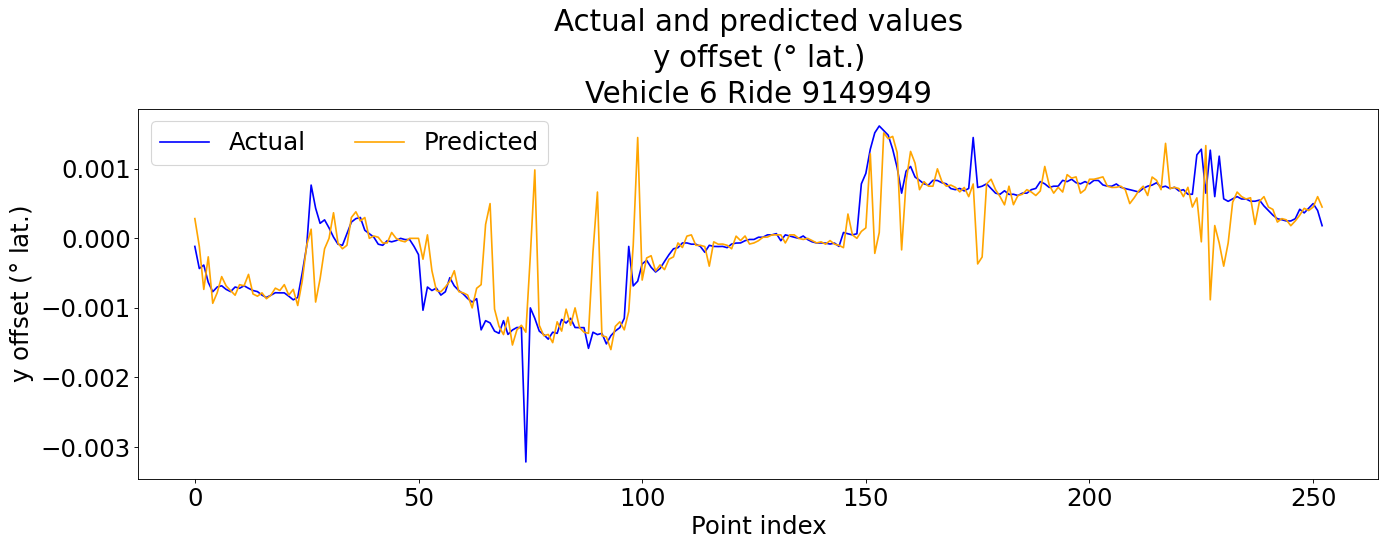 Actual and predicted values
y offset (° lat.)
Vehicle 6 Ride 9149949
Actual
Predicted
y offset (° lat.)
0.001
0.000
−0.001
−0.002
−0.003
0
50
100
150
200
250
Point index